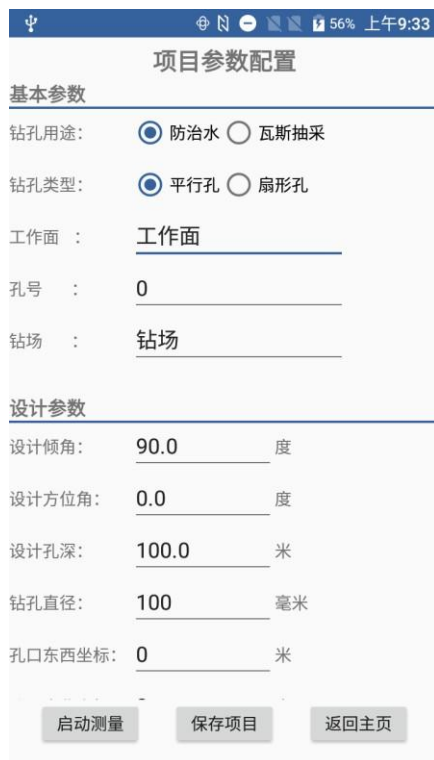 56% 上午9:33
项目参数配置
基本参数
钻孔用途: 防治水 瓦斯抽采
钻孔类型: 平行孔 扇形孔
工作面 : 工作面
孔号 : 0
钻场 : 钻场
设计参数
设计倾角: 90.0 度
设计方位角: 0.0 度
设计孔深: 100.0 米
钻孔直径: 100 毫米
孔口东西坐标: 0 米
启动测量 保存项目 返回主页